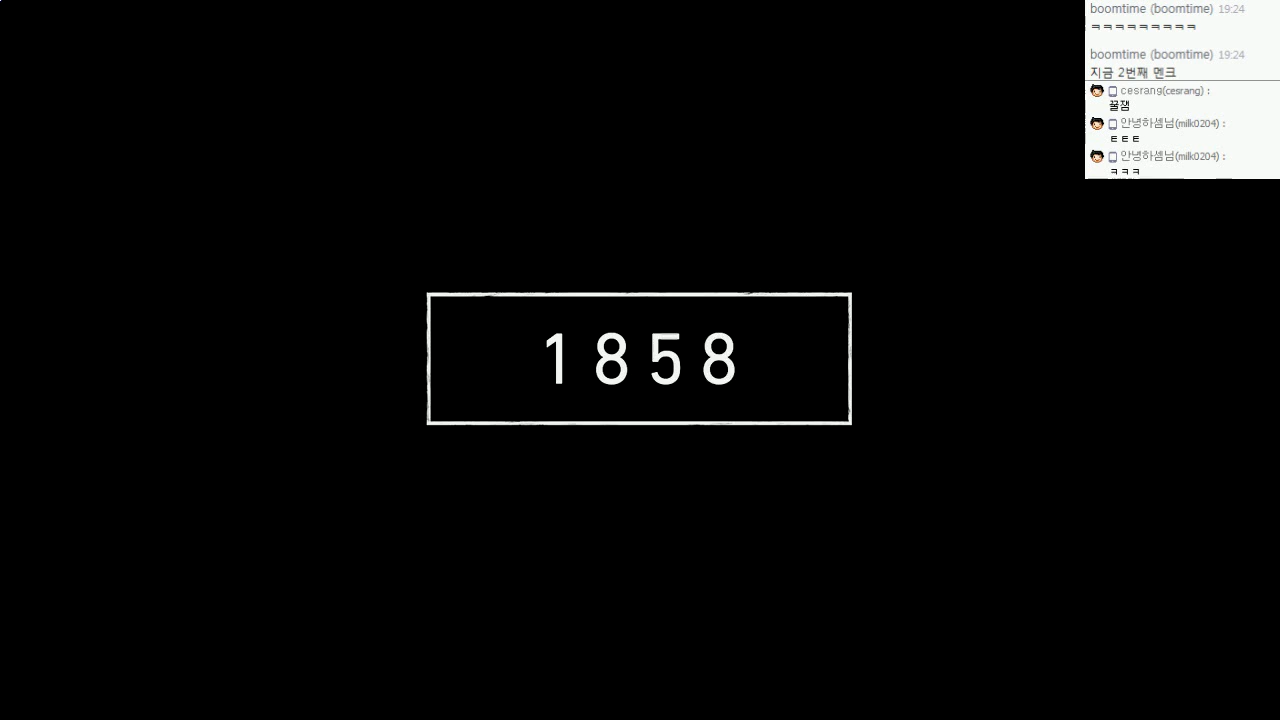 boomtime (boomtime) 19:24
ㅋㅋㅋㅋㅋㅋㅋㅋㅋ
boomtime (boomtime) 19:24
지금 2번째 멘크
cesrang(cesrang) :
꿀잼
안녕하셈님(milk0204) :
ㅌㅌㅌ
안녕하셈님(milk0204) :
ㅋㅋㅋ
1858